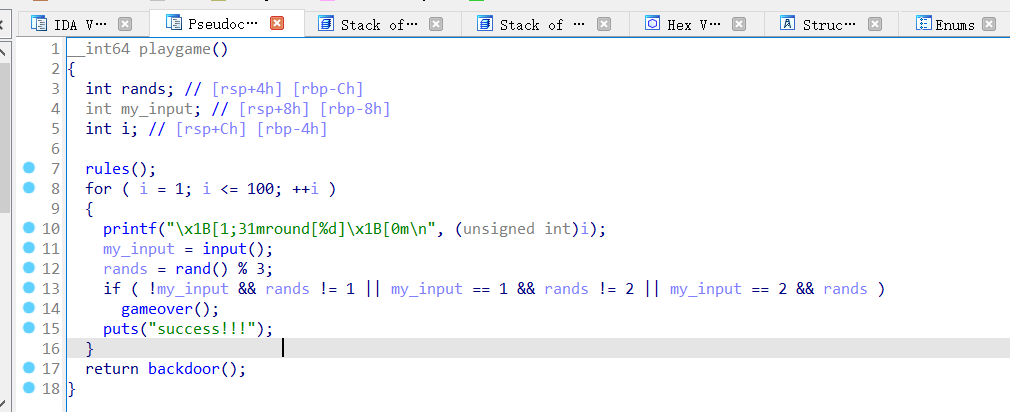 IDA V··· Pseudoc··· Stack of··· Stack of ··· Hex V··· Struc··· Enums
1 __int64 playgame()
2 {
3 int rands; // [rsp+4h] [rbp-Ch]
4 int my_input; // [rsp+8h] [rbp-8h]
5 int i; // [rsp+Ch] [rbp-4h]
6
7 rules();
8 for ( i = 1; i <= 100; ++i )
9 {
10 printf("\x1B[1;31mround[%d]\x1B[0m\n", (unsigned int)i);
11 my_input = input();
12 rands = rand() % 3;
13 if ( !my_input && rands != 1 || my_input == 1 && rands != 2 || my_input == 2 && rands )
14 gameover();
15 puts("success!!!");
16 }
17 return backdoor();
18 }